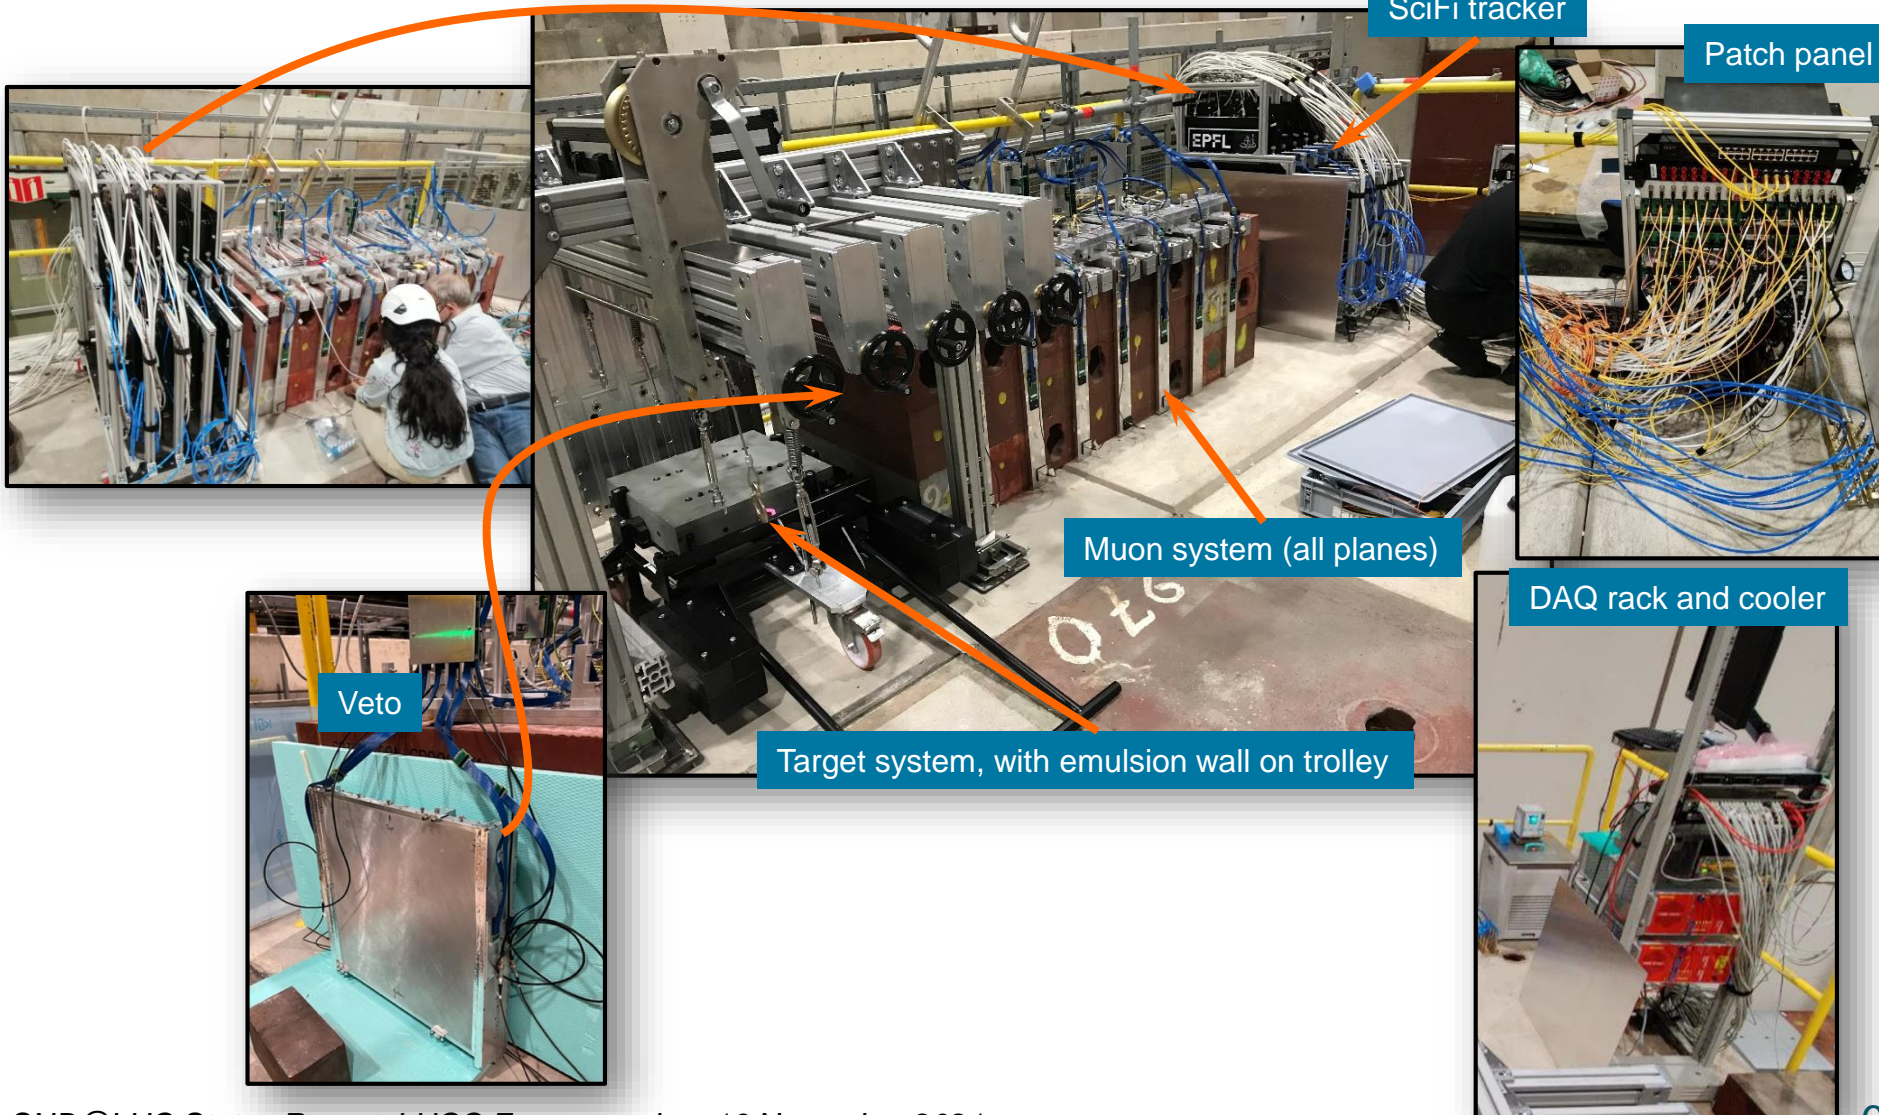 SciFi tracker
Patch panel
EPFL
Muon system (all planes)
DAQ rack and cooler
Veto
Target system, with emulsion wall on trolley